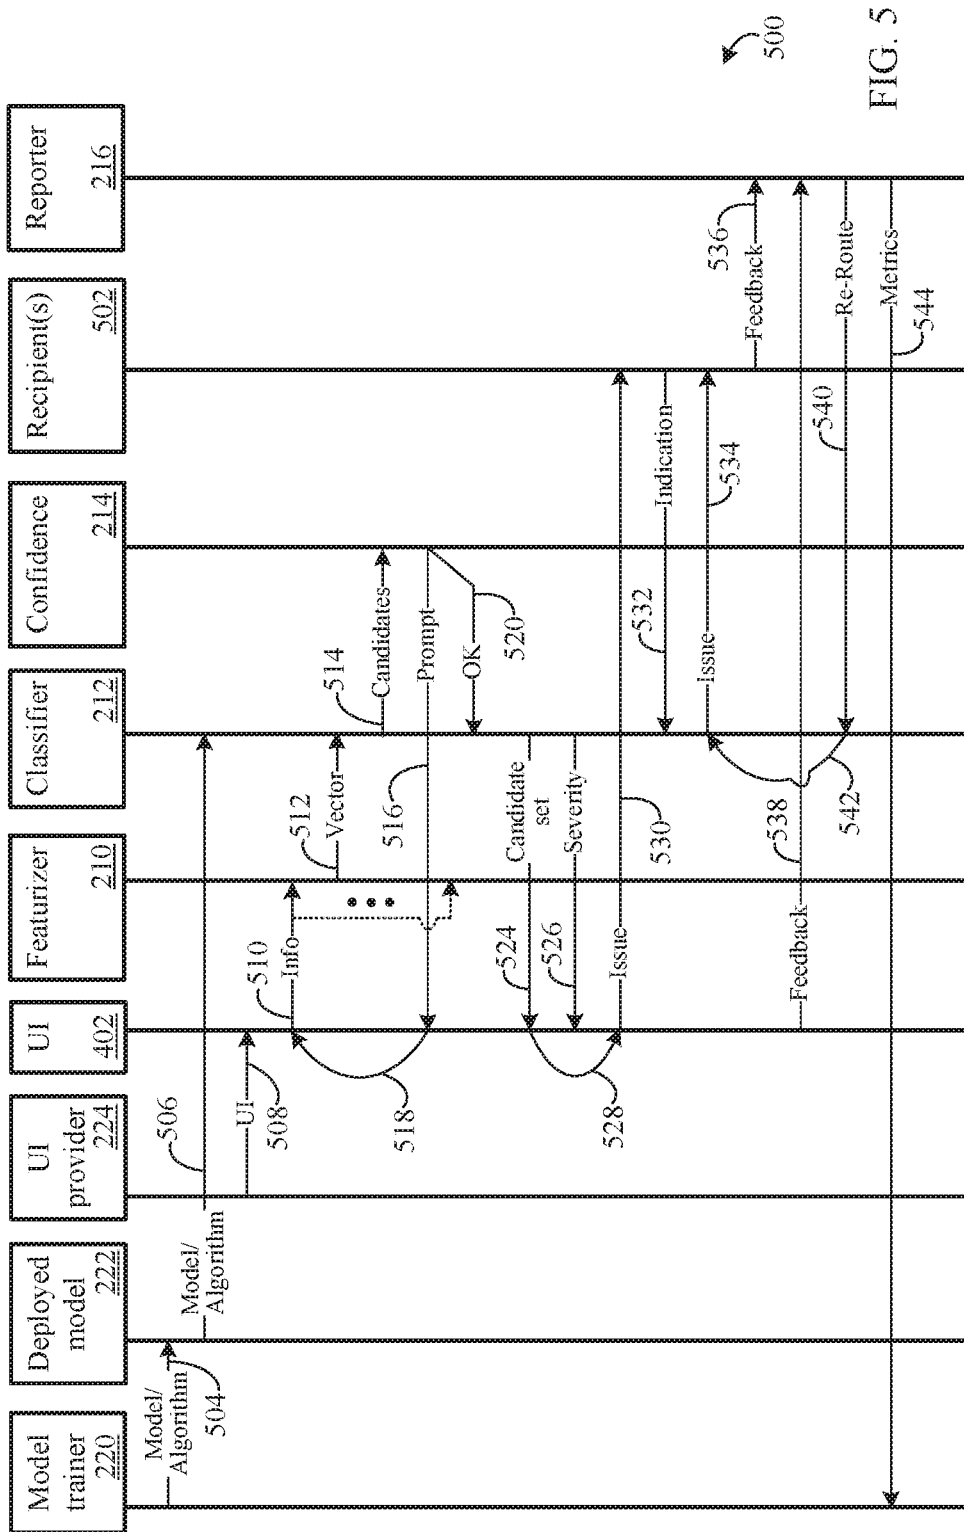 Model
trainer
220
Deployed
model
222
UI
provider
224
UI
402
Featurizer
210
Classifier
212
Confidence
214
Recipient(s)
502
Reporter
216
Model/
Algorithm
504
Model/
Algorithm
506
UI
508
Info
510
Vector
512
Candidates
514
Prompt
516
518
OK
520
Candidate
set
524
Severity
526
528
Issue
530
Indication
532
Issue
534
Feedback
536
Feedback
538
Re-Route
540
542
Metrics
544
500
FIG. 5